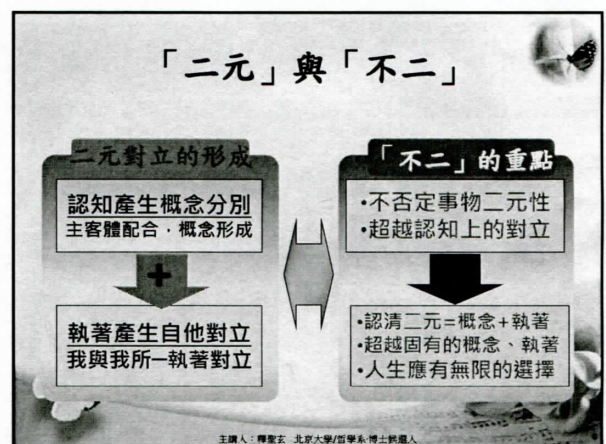 「二元」與「不二」
二元對立的形成
認知產生概念分別
主客體配合，概念形成
+
執著產生自他對立
我與我所—執著對立
「不二」的重點
•不否定事物二元性
•超越認知上的對立
•認清二元=概念+執著
•超越固有的概念、執著
•人生應有無限的選擇
主講人：釋聖玄 北京大學/哲學系·博士候選人